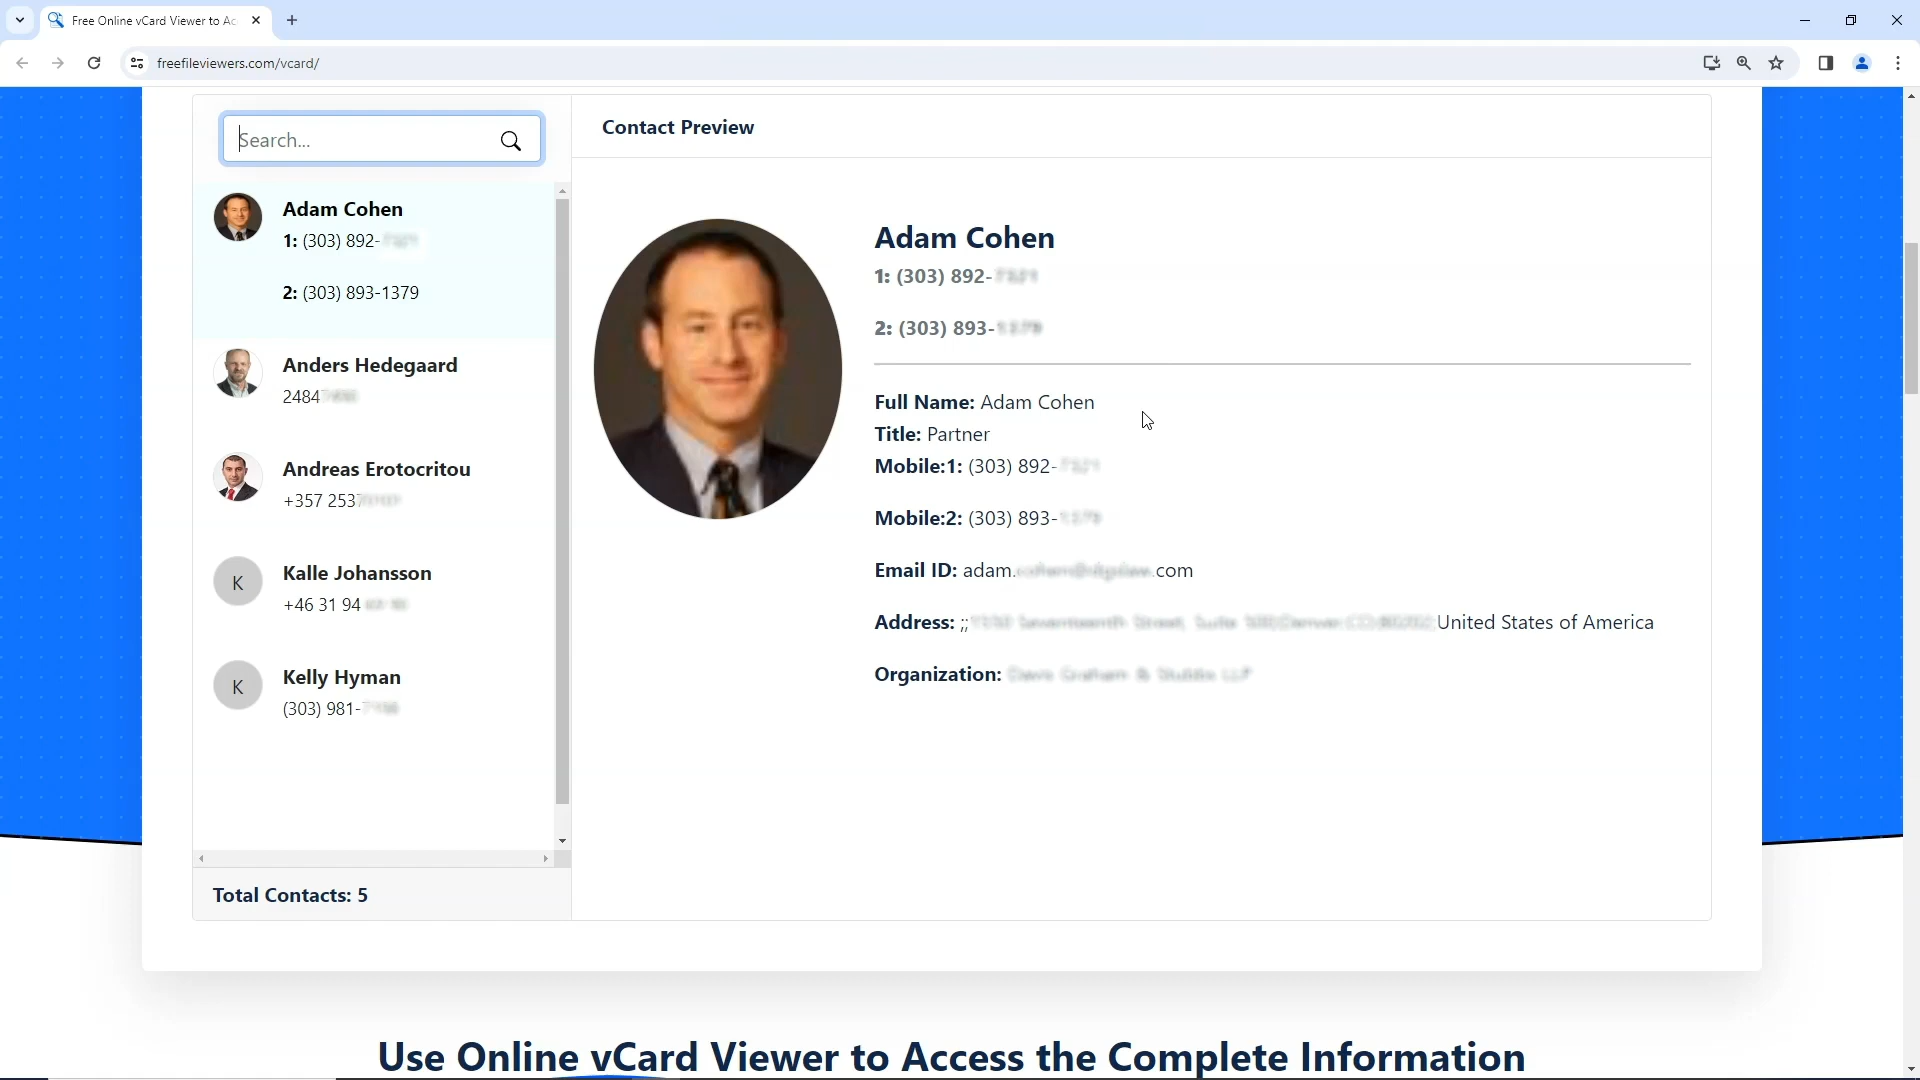 Free Online vCard Viewer to Ac
freefileviewers.com/vcard/
Search...
Adam Cohen
1: (303) 892-
2: (303) 893-1379
Anders Hedegaard
2484
Andreas Erotocritou
+357 2537
K
Kalle Johansson
+46 31 94
K
Kelly Hyman
(303) 981-
Total Contacts: 5
Contact Preview
Adam Cohen
1: (303) 892-
2: (303) 893-
Full Name: Adam Cohen
Title: Partner
Mobile:1: (303) 892-
Mobile:2: (303) 893-
Email ID: adam. .com
Address: ;; United States of America
Organization:
Use Online vCard Viewer to Access the Complete Information